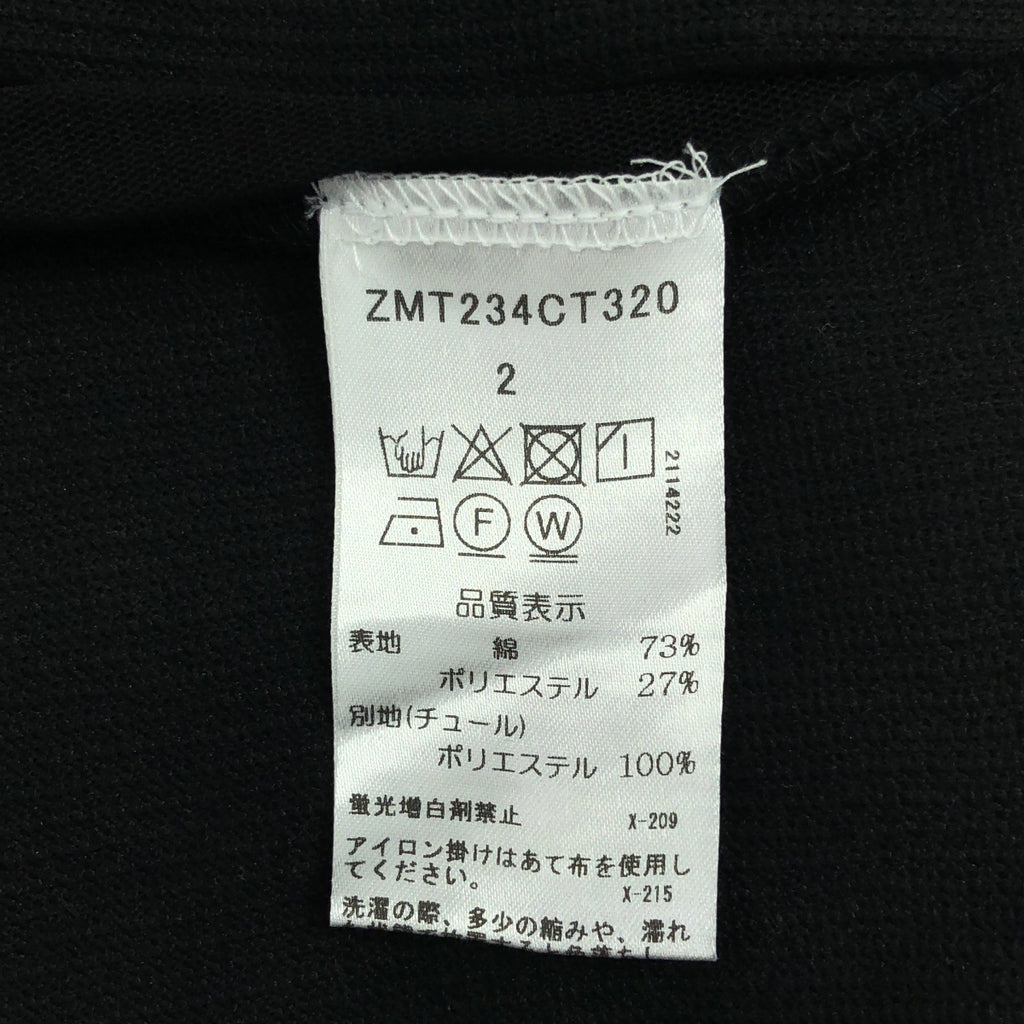 ZMT234CT320
2
2114222
F W
品質表示
表地 綿 73%
ポリエステル 27%
別地(チュール)
ポリエステル 100%
蛍光増白剤禁止 X-209
アイロン掛けはあて布を使用し
てください。 X-215
洗濯の際、多少の縮みや、濡れ